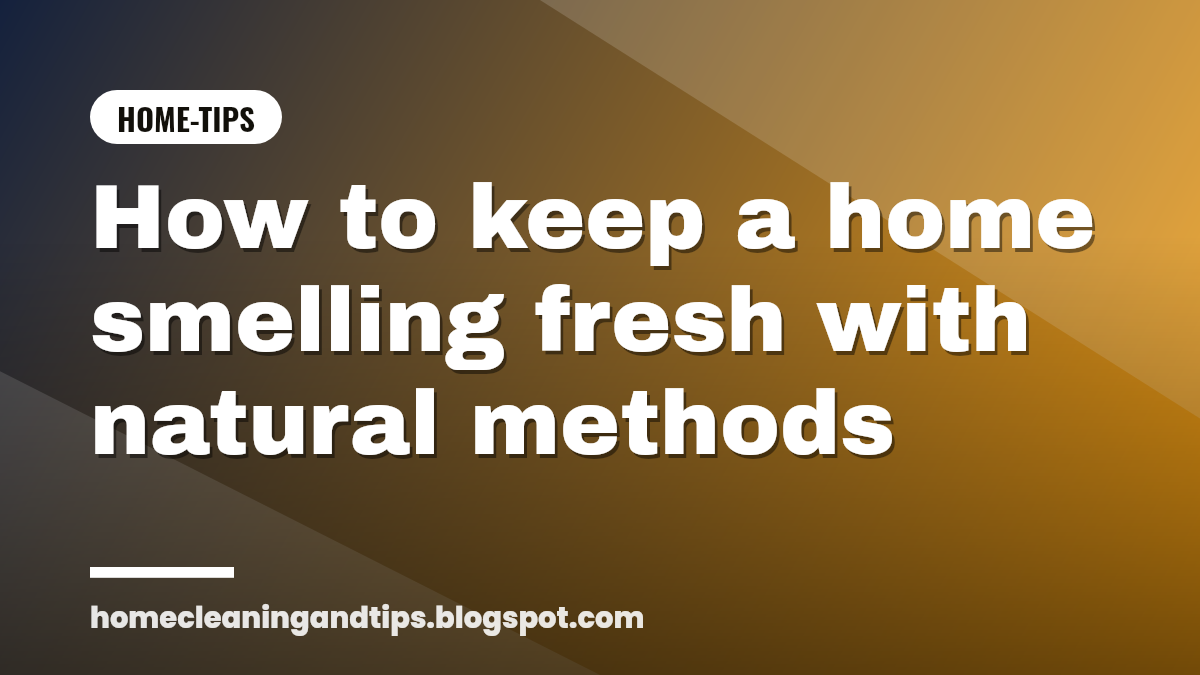 HOME-TIPS
How to keep a home
smelling fresh with
natural methods
homecleaningandtips.blogspot.com